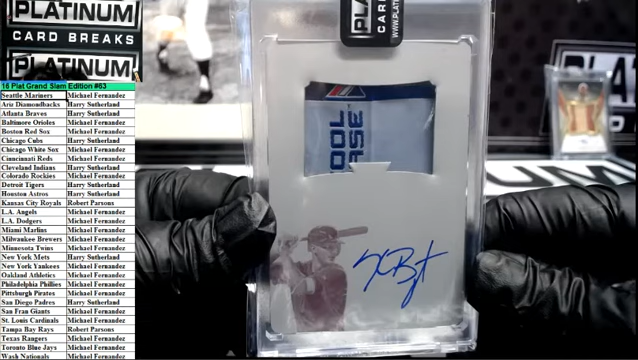 PLATINUM
CARD BREAKS
PLATINUM
16 Plat Grand Slam Edition #63
Seattle Mariners Michael Fernandez
Ariz Diamondbacks Harry Sutherland
Atlanta Braves Harry Sutherland
Baltimore Orioles Michael Fernandez
Boston Red Sox Michael Fernandez
Chicago Cubs Harry Sutherland
Chicago White Sox Michael Fernandez
Cincinnati Reds Harry Sutherland
Cleveland Indians Harry Sutherland
Colorado Rockies Michael Fernandez
Detroit Tigers Harry Sutherland
Houston Astros Harry Sutherland
Kansas City Royals Robert Parsons
L.A. Angels Michael Fernandez
L.A. Dodgers Michael Fernandez
Miami Marlins Michael Fernandez
Milwaukee Brewers Michael Fernandez
Minnesota Twins Michael Fernandez
New York Mets Harry Sutherland
New York Yankees Michael Fernandez
Oakland Athletics Michael Fernandez
Philadelphia Phillies Michael Fernandez
Pittsburgh Pirates Michael Fernandez
San Diego Padres Harry Sutherland
San Fran Giants Michael Fernandez
St. Louis Cardinals Michael Fernandez
Tampa Bay Rays Robert Parsons
Texas Rangers Michael Fernandez
Toronto Blue Jays Michael Fernandez
Wash Nationals Michael Fernandez
OOL
ASE